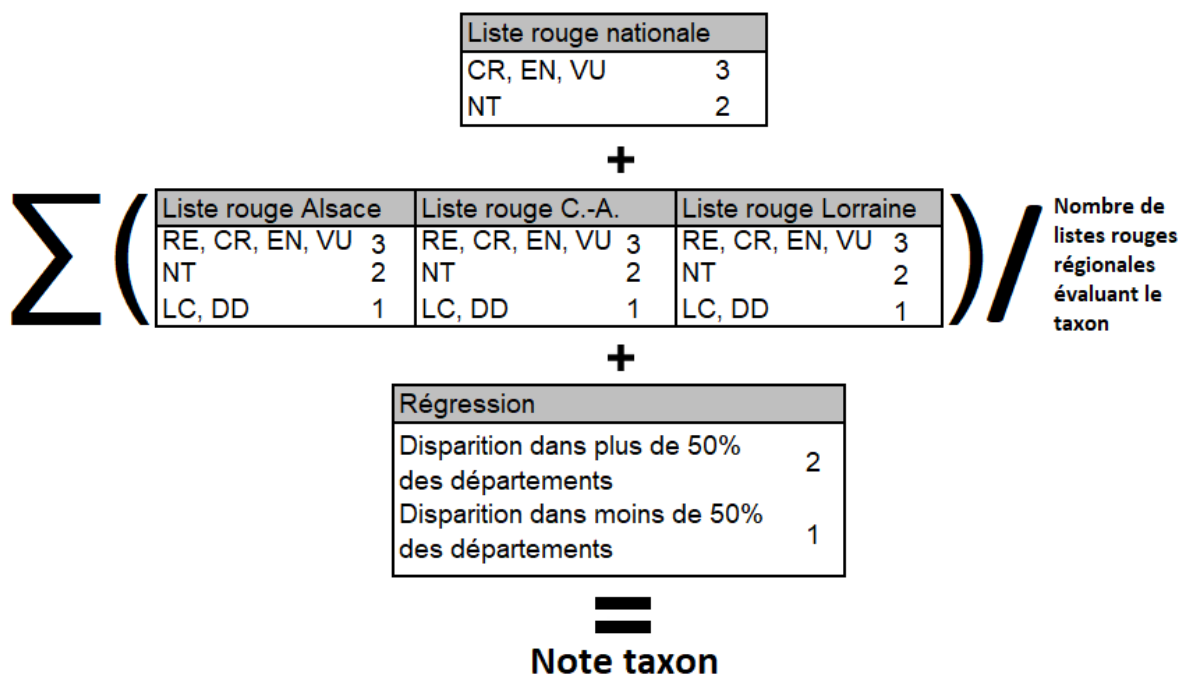 Liste rouge nationale
CR, EN, VU 3
NT 2
+
∑ ( Liste rouge Alsace Liste rouge C.-A. Liste rouge Lorraine ) / Nombre de
listes rouges
régionales
évaluant le
taxon
RE, CR, EN, VU 3 RE, CR, EN, VU 3 RE, CR, EN, VU 3
NT 2 NT 2 NT 2
LC, DD 1 LC, DD 1 LC, DD 1
+
Régression
Disparition dans plus de 50%
des départements 2
Disparition dans moins de 50%
des départements 1
=
Note taxon